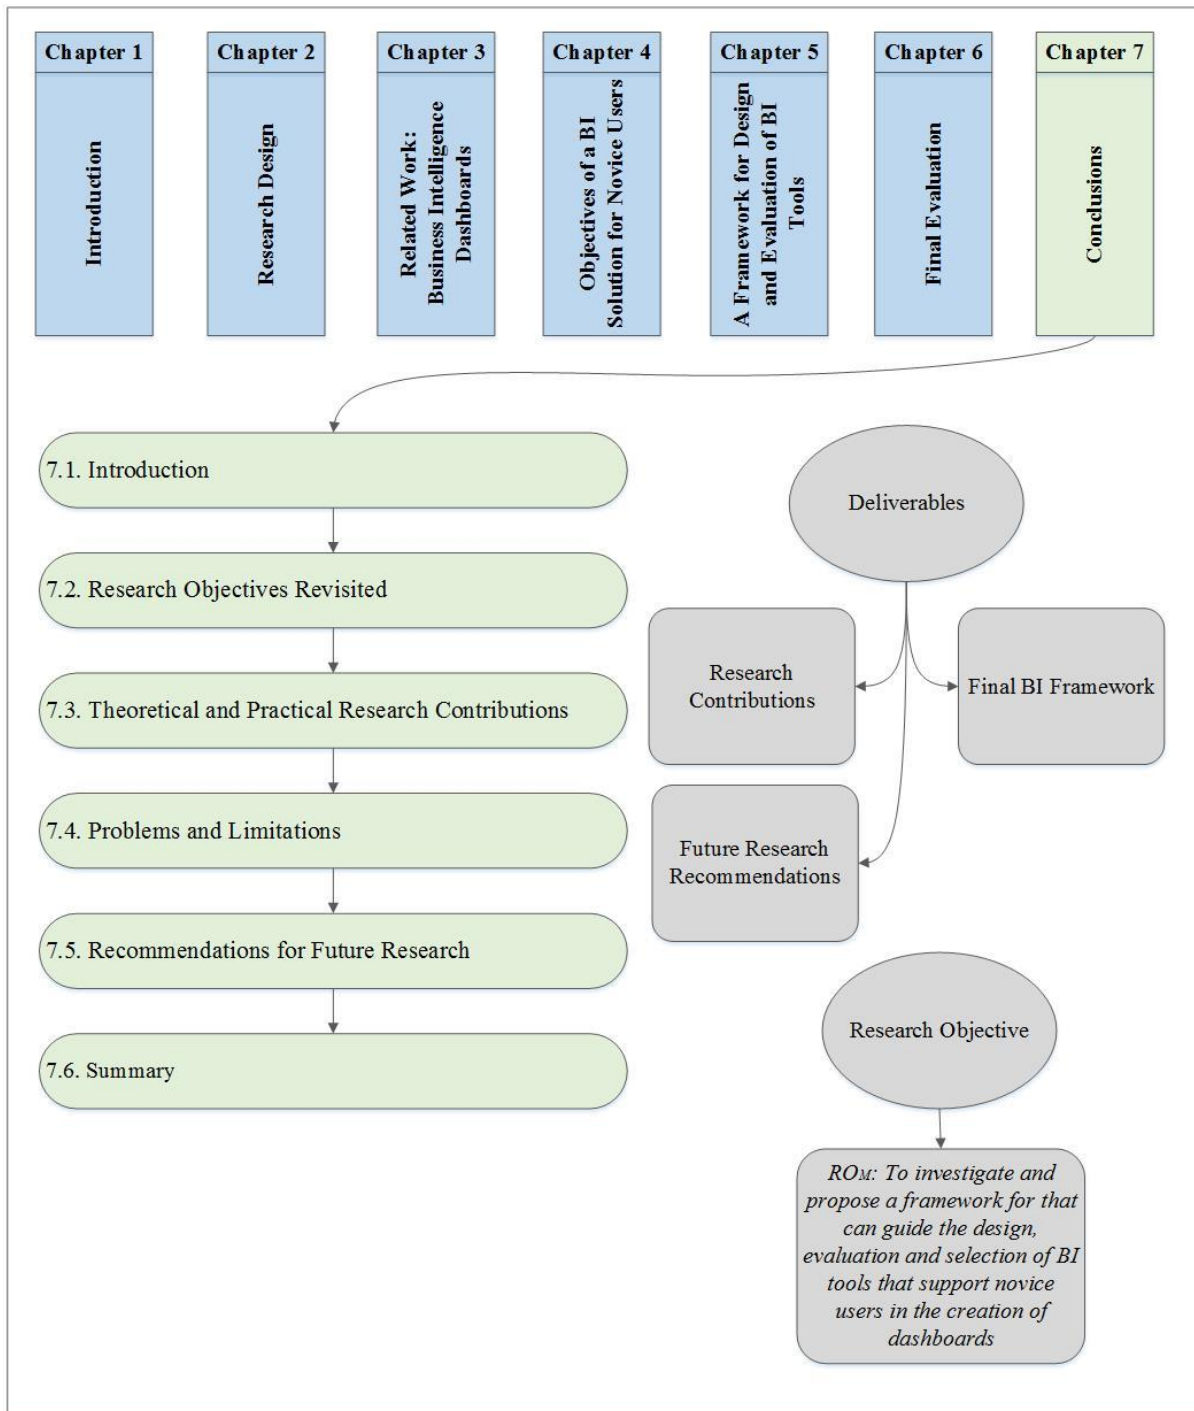 Chapter 1
Chapter 2
Chapter 3
Chapter 4
Chapter 5
Chapter 6
Chapter 7
Introduction
Research Design
Related Work:
Business Intelligence
Dashboards
Objectives of a BI
Solution for Novice Users
A Framework for Design
and Evaluation of BI
Tools
Final Evaluation
Conclusions
7.1. Introduction
7.2. Research Objectives Revisited
7.3. Theoretical and Practical Research Contributions
7.4. Problems and Limitations
7.5. Recommendations for Future Research
7.6. Summary
Deliverables
Research
Contributions
Final BI Framework
Future Research
Recommendations
Research Objective
ROM: To investigate and
propose a framework for that
can guide the design,
evaluation and selection of BI
tools that support novice
users in the creation of
dashboards